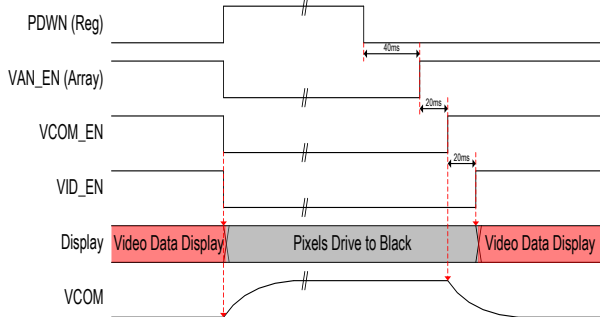 PDWN (Reg)
40ms
VAN_EN (Array)
20ms
VCOM_EN
20ms
VID_EN
Display Video Data Display Pixels Drive to Black Video Data Display
VCOM